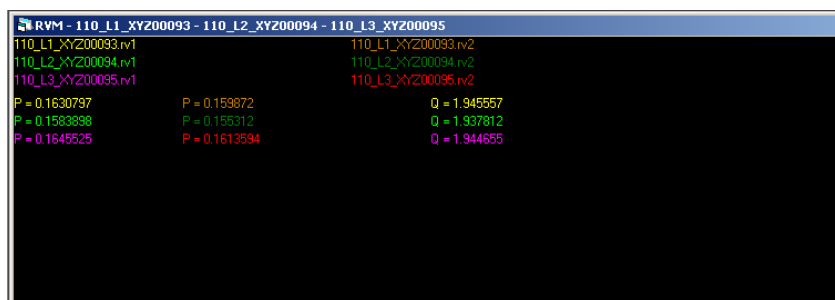 RVM - 110_L1_XYZ00093 - 110_L2_XYZ00094 - 110_L3_XYZ00095
110_L1_XYZ00093.rv1 110_L1_XYZ00093.rv2
110_L2_XYZ00094.rv1 110_L2_XYZ00094.rv2
110_L3_XYZ00095.rv1 110_L3_XYZ00095.rv2
P = 0.1630797 P = 0.159872 Q = 1.945557
P = 0.1583898 P = 0.155312 Q = 1.937812
P = 0.1645525 P = 0.1613594 Q = 1.944655